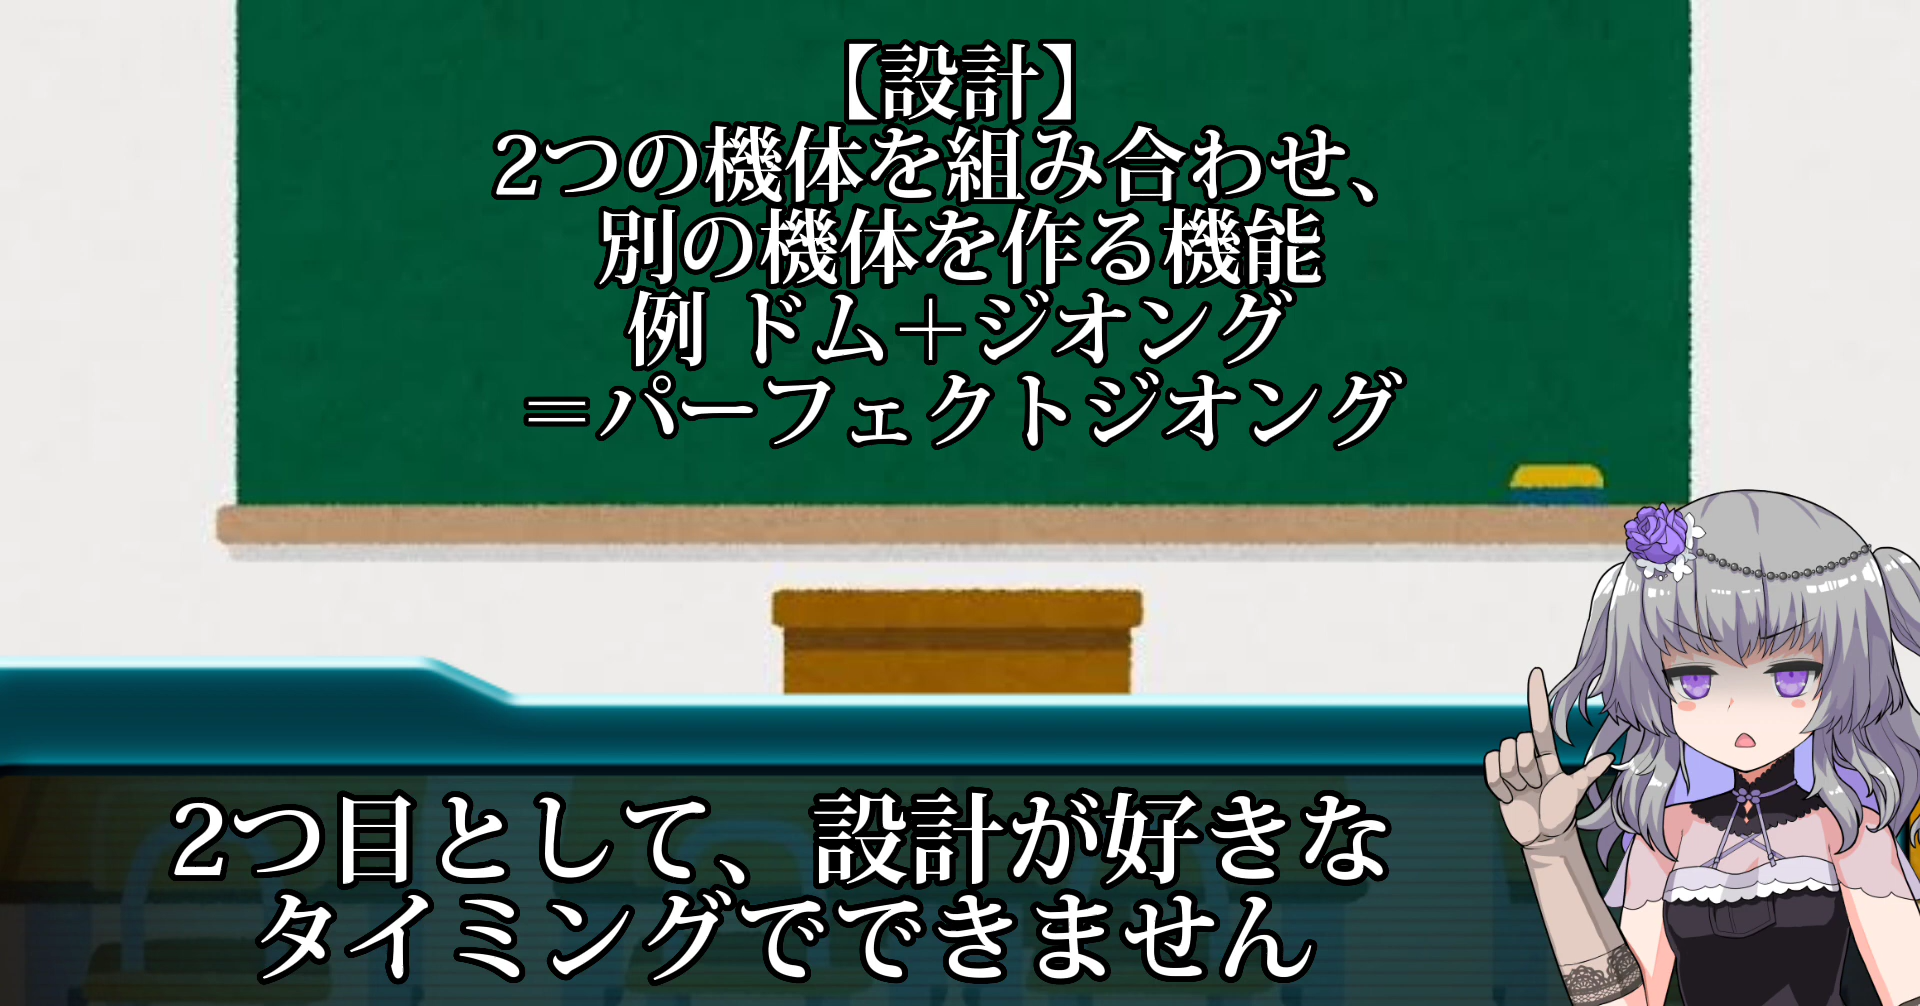 【設計】
2つの機体を組み合わせ、
別の機体を作る機能
例 ドム＋ジオング
＝パーフェクトジオング
2つ目として、設計が好きな
タイミングでできません